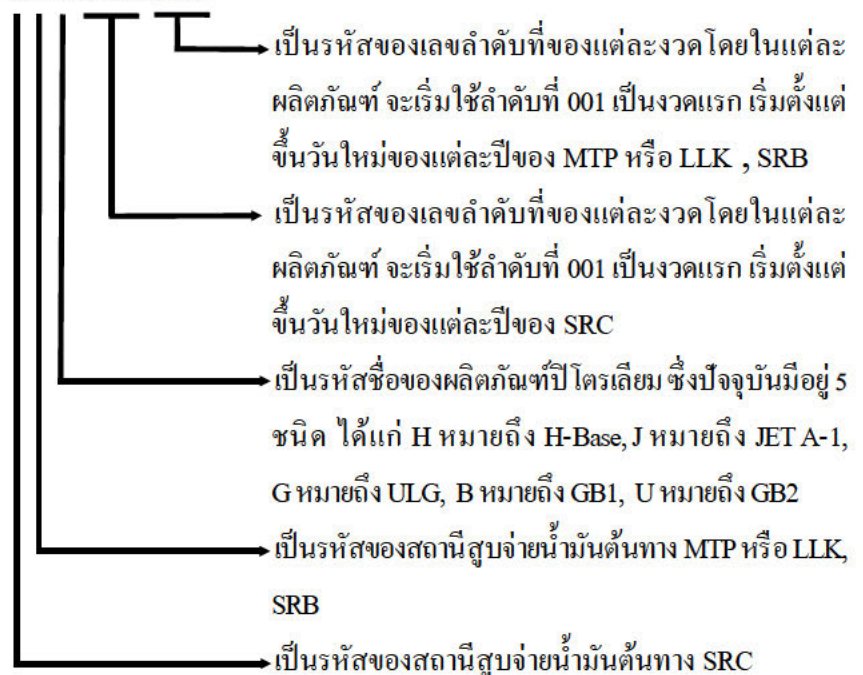 เป็นรหัสของเลขลำดับที่ของแต่ละงวดโดยในแต่ละ
ผลิตภัณฑ์ จะเริ่มใช้ลำดับที่ 001 เป็นงวดแรก เริ่มตั้งแต่
ขึ้นวันใหม่ของแต่ละปีของ MTP หรือ LLK , SRB
เป็นรหัสของเลขลำดับที่ของแต่ละงวดโดยในแต่ละ
ผลิตภัณฑ์ จะเริ่มใช้ลำดับที่ 001 เป็นงวดแรก เริ่มตั้งแต่
ขึ้นวันใหม่ของแต่ละปีของ SRC
เป็นรหัสชื่อของผลิตภัณฑ์ปิโตรเลียม ซึ่งปัจจุบันมีอยู่ 5
ชนิด ได้แก่ H หมายถึง H-Base, J หมายถึง JET A-1,
G หมายถึง ULG, B หมายถึง GB1, U หมายถึง GB2
เป็นรหัสของสถานีสูบจ่ายน้ำมันต้นทาง MTP หรือ LLK,
SRB
เป็นรหัสของสถานีสูบจ่ายน้ำมันต้นทาง SRC